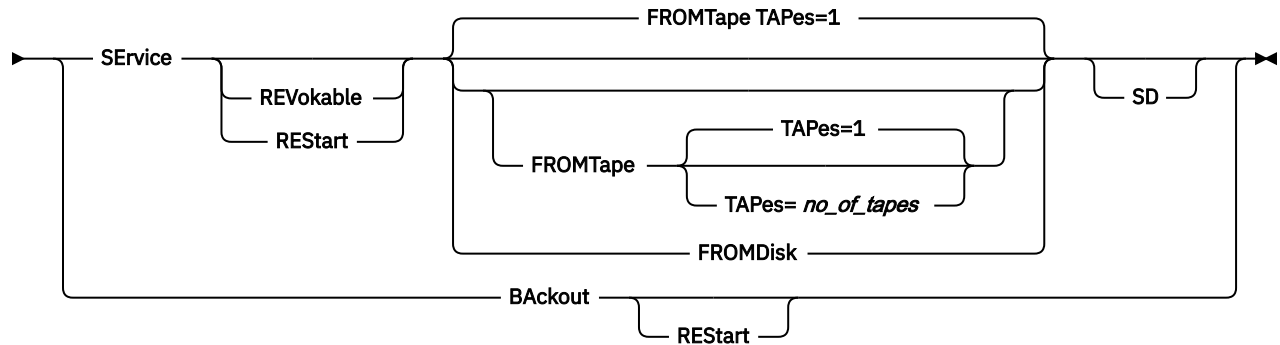 FROMTape TAPes=1
SErvice
REVokable
SD
REStart
TAPes=1
FROMTape
TAPes= no_of_tapes
FROMDisk
BAckout
REStart